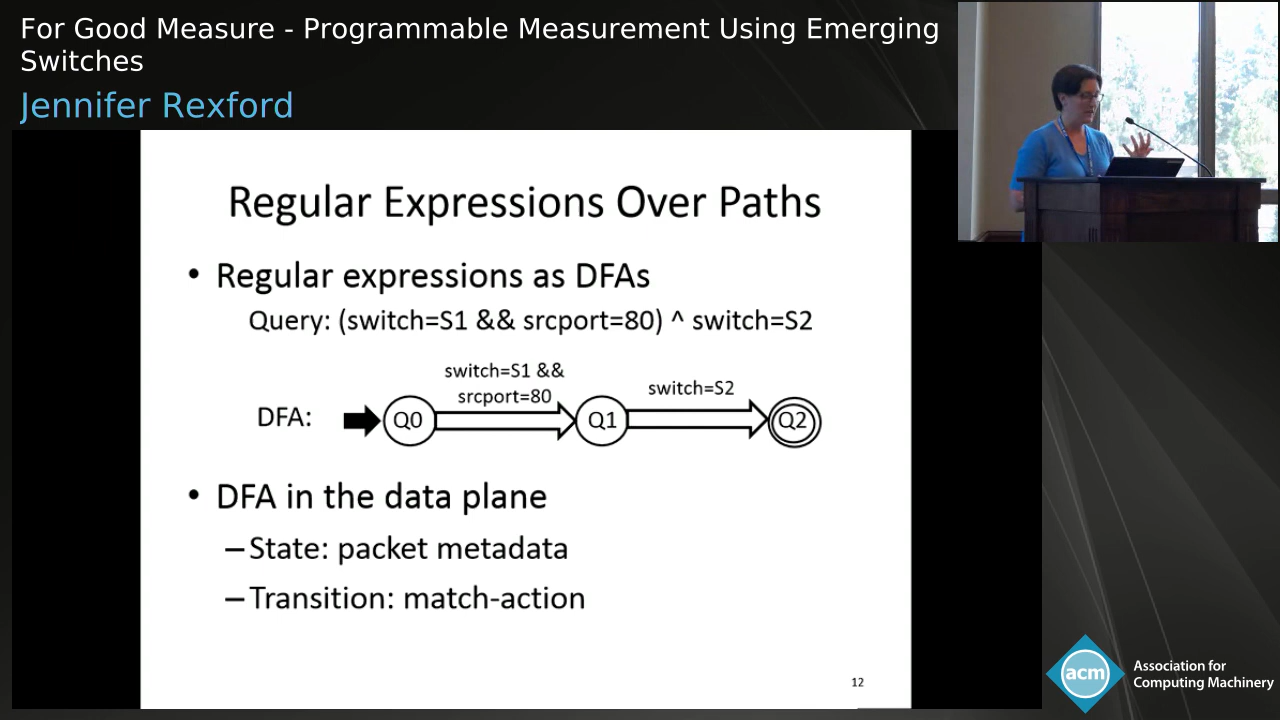 For Good Measure - Programmable Measurement Using Emerging
Switches
Jennifer Rexford
Regular Expressions Over Paths
• Regular expressions as DFAs
Query: (switch=S1 && srcport=80) ^ switch=S2
switch=S1 &&
srcport=80
switch=S2
DFA:
Q0
Q1
Q2
• DFA in the data plane
– State: packet metadata
– Transition: match-action
12
acm
Association for
Computing Machinery